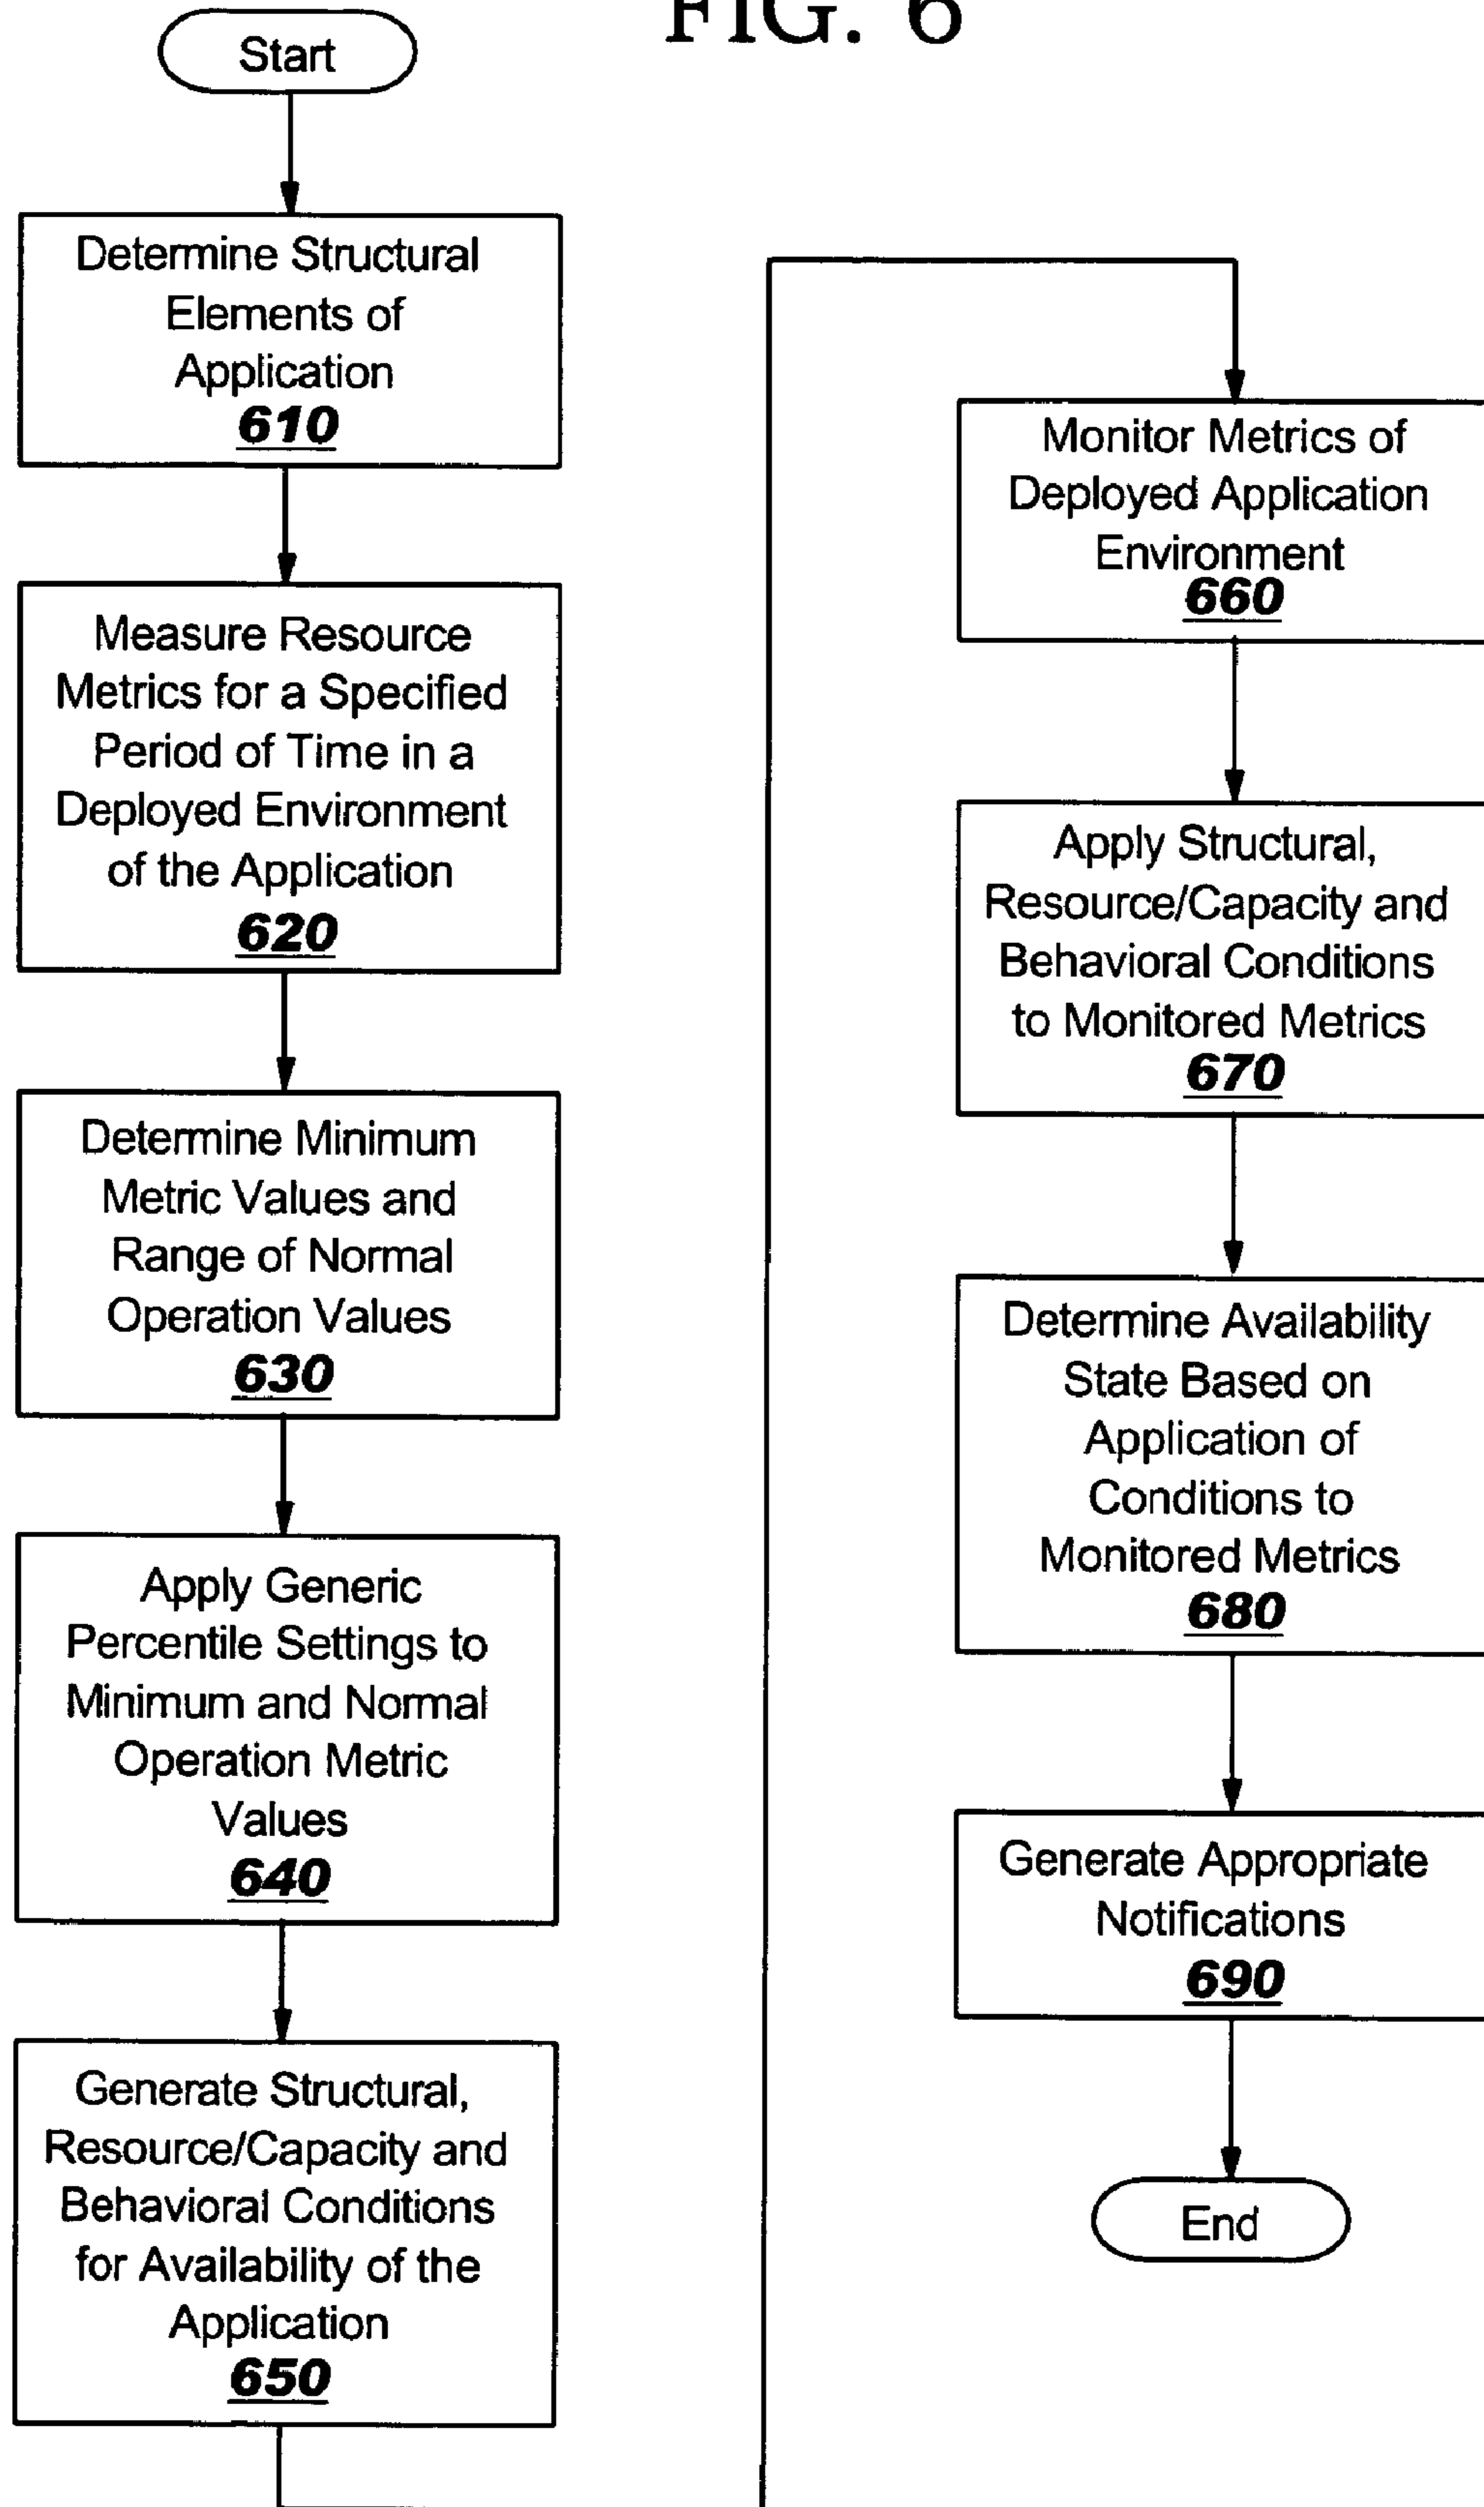 FIG. 6
Start
Determine Structural
Elements of
Application
610
Measure Resource
Metrics for a Specified
Period of Time in a
Deployed Environment
of the Application
620
Determine Minimum
Metric Values and
Range of Normal
Operation Values
630
Apply Generic
Percentile Settings to
Minimum and Normal
Operation Metric
Values
640
Generate Structural,
Resource/Capacity and
Behavioral Conditions
for Availability of the
Application
650
Monitor Metrics of
Deployed Application
Environment
660
Apply Structural,
Resource/Capacity and
Behavioral Conditions
to Monitored Metrics
670
Determine Availability
State Based on
Application of
Conditions to
Monitored Metrics
680
Generate Appropriate
Notifications
690
End